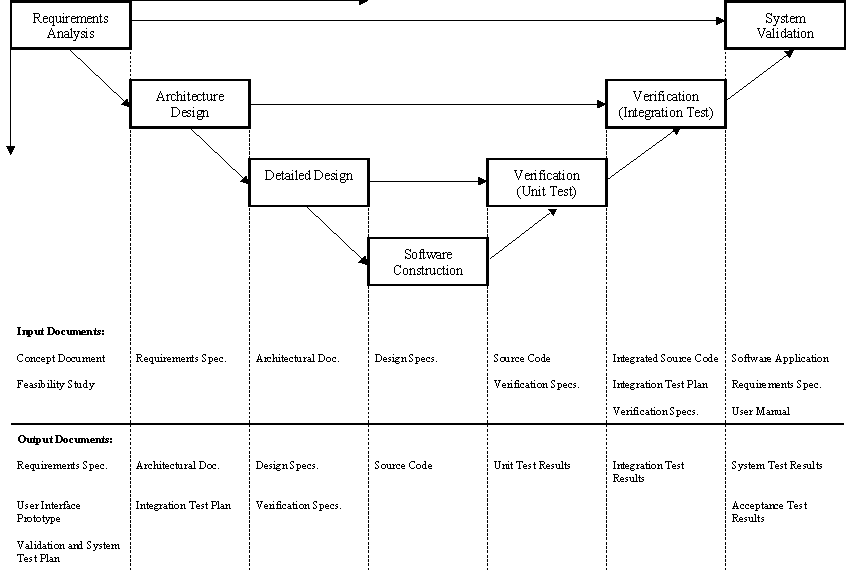 Requirements
Analysis
System
Validation
Architecture
Design
Verification
(Integration Test)
Detailed Design
Verification
(Unit Test)
Software
Construction
Input Documents:
Concept Document
Requirements Spec.
Architectural Doc.
Design Specs.
Source Code
Integrated Source Code
Software Application
Feasibility Study
Verification Specs.
Integration Test Plan
Requirements Spec.
Verification Specs.
User Manual
Output Documents:
Requirements Spec.
Architectural Doc.
Design Specs.
Source Code
Unit Test Results
Integration Test
Results
System Test Results
User Interface
Prototype
Integration Test Plan
Verification Specs.
Acceptance Test
Results
Validation and System
Test Plan